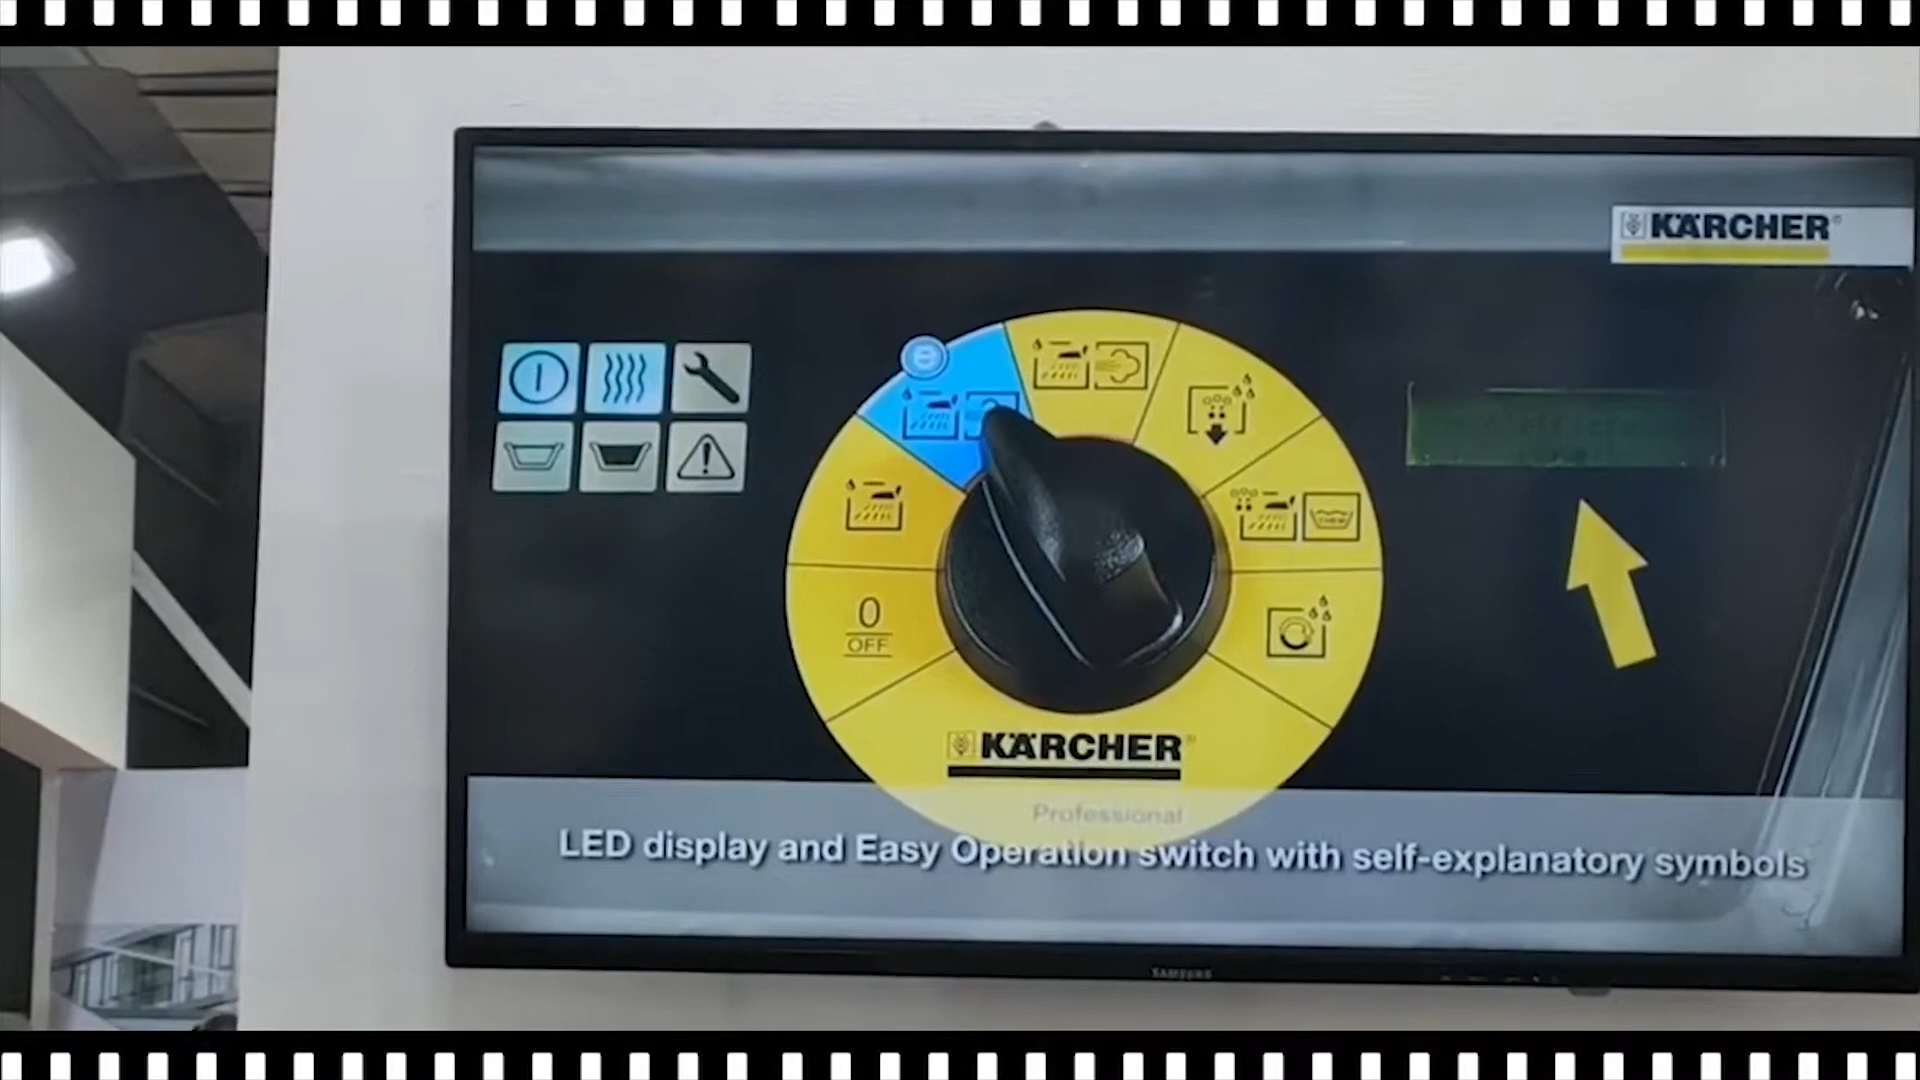 KÄRCHER
0
OFF
KÄRCHER
Professional
LED display and Easy Operation switch with self-explanatory symbols
SAMSUNG